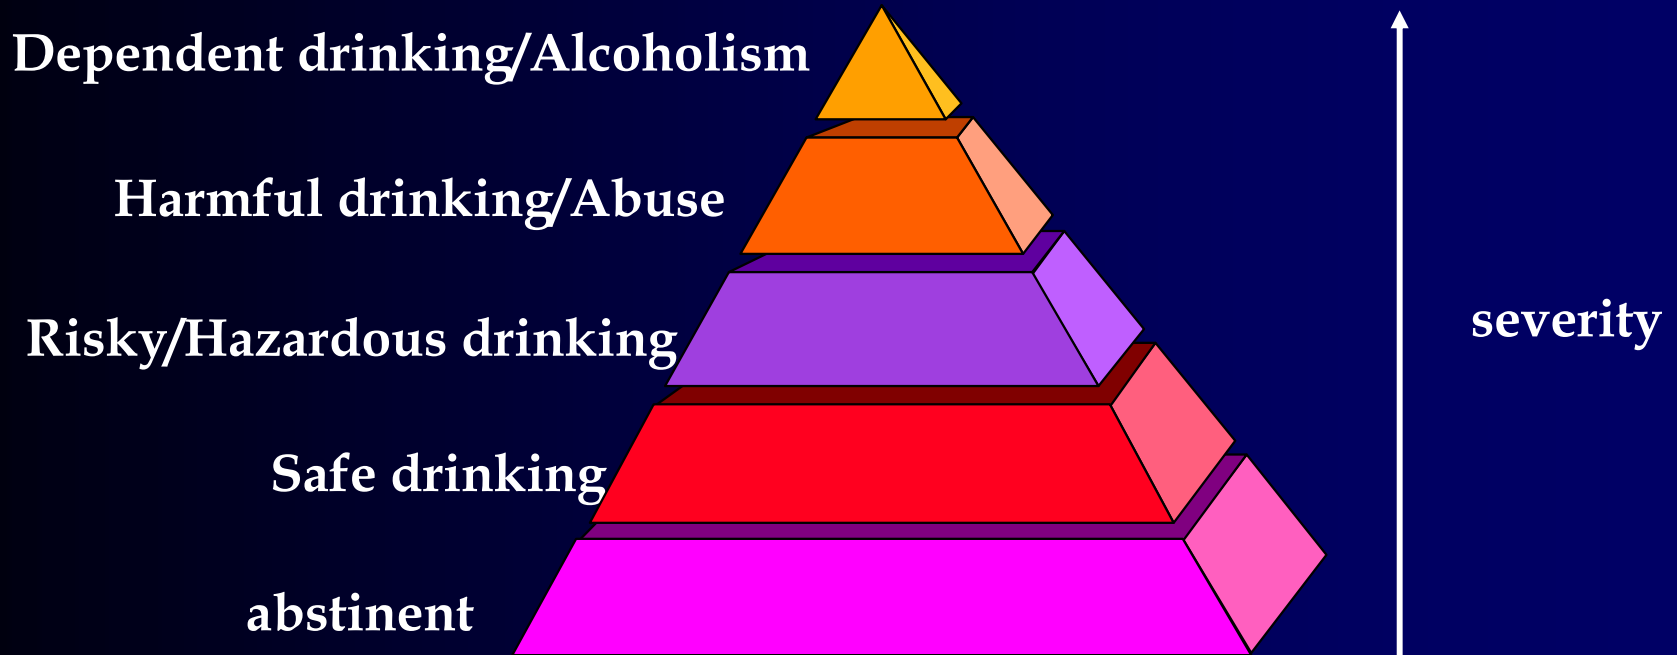 Dependent drinking/Alcoholism
Harmful drinking/Abuse
Risky/Hazardous drinking
severity
Safe drinking
abstinent